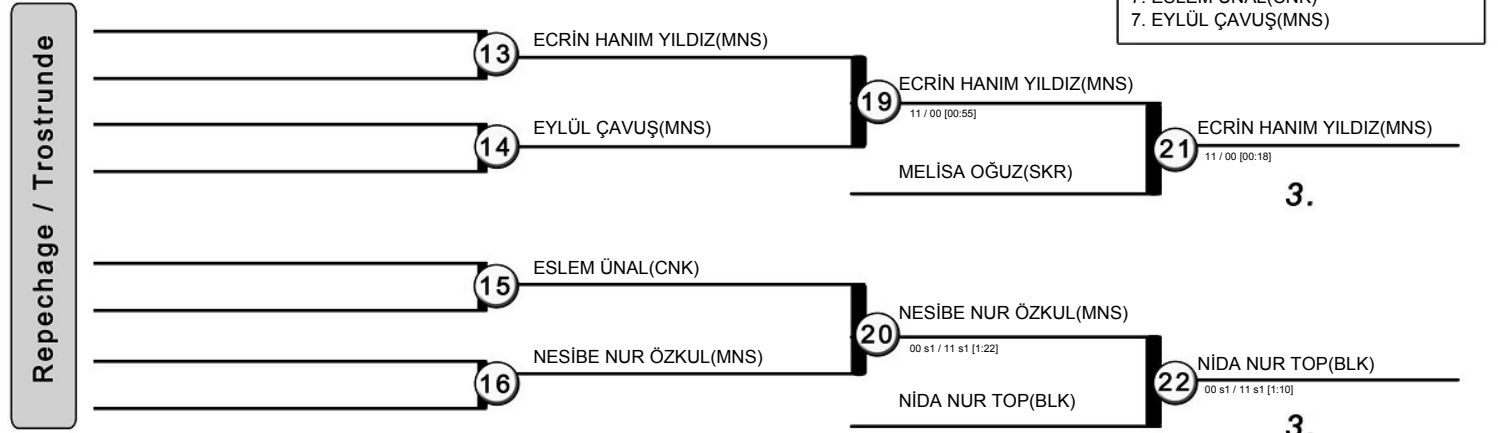 7. ESLEM ÜNAL(CNK)
7. EYLÜL ÇAVUŞ(MNS)
Repechage / Trostrunde
13
ECRİN HANIM YILDIZ(MNS)
14
EYLÜL ÇAVUŞ(MNS)
19
ECRİN HANIM YILDIZ(MNS)
11 / 00 [00:55]
MELİSA OĞUZ(SKR)
21
ECRİN HANIM YILDIZ(MNS)
11 / 00 [00:18]
3.
15
ESLEM ÜNAL(CNK)
16
NESİBE NUR ÖZKUL(MNS)
20
NESİBE NUR ÖZKUL(MNS)
00 s1 / 11 s1 [1:22]
NİDA NUR TOP(BLK)
22
NİDA NUR TOP(BLK)
00 s1 / 11 s1 [1:10]
3.